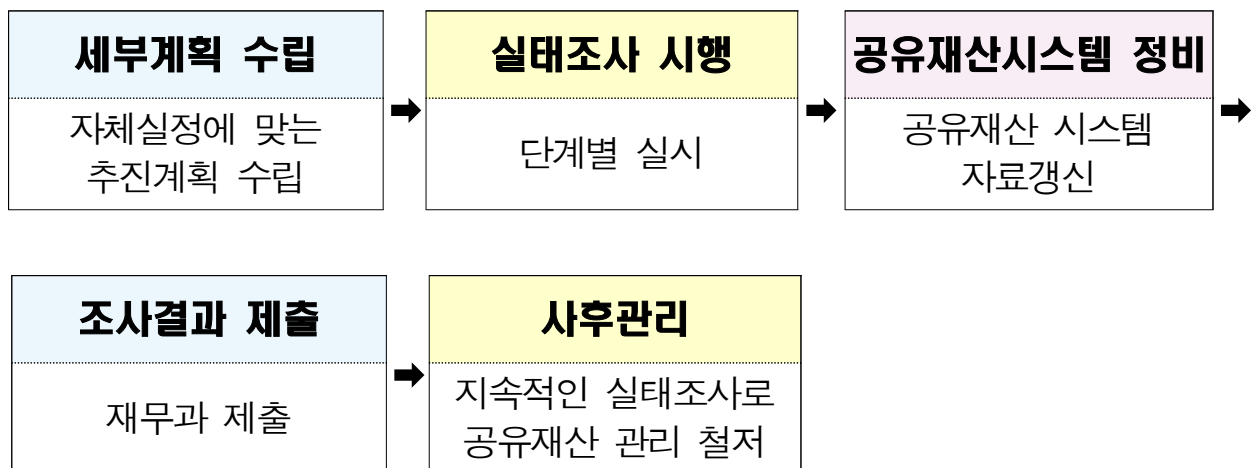 세부계획 수립
자체실정에 맞는
추진계획 수립
실태조사 시행
단계별 실시
공유재산시스템 정비
공유재산 시스템
자료갱신
조사결과 제출
재무과 제출
사후관리
지속적인 실태조사로
공유재산 관리 철저